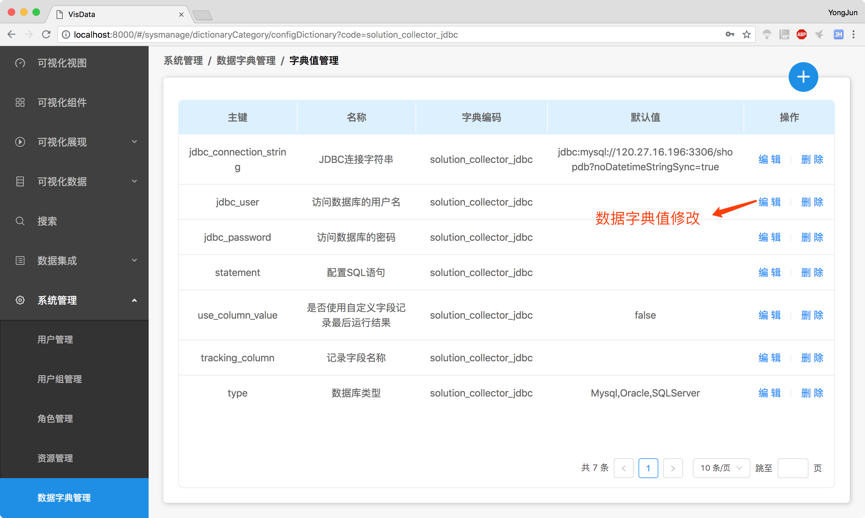 VisData
YongJun
localhost:8000/#/sysmanage/dictionaryCategory/configDictionary?code=solution_collector_jdbc
ABP
JH
可视化视图
可视化组件
可视化展现
可视化数据
搜索
数据集成
系统管理
用户管理
用户组管理
角色管理
资源管理
数据字典管理
系统管理 / 数据字典管理 / 字典值管理
主键 名称 字典编码 默认值 操作
jdbc_connection_strin
g
JDBC连接字符串
solution_collector_jdbc
jdbc:mysql://120.27.16.196:3306/sho
pdb?noDatetimeStringSync=true
编 辑 删 除
jdbc_user 访问数据库的用户名 solution_collector_jdbc 编 辑 删 除
数据字典值修改
jdbc_password 访问数据库的密码 solution_collector_jdbc 编 辑 删 除
statement 配置SQL语句 solution_collector_jdbc 编 辑 删 除
use_column_value
是否使用自定义字段记
录最后运行结果
solution_collector_jdbc false 编 辑 删 除
tracking_column 记录字段名称 solution_collector_jdbc 编 辑 删 除
type 数据库类型 solution_collector_jdbc Mysql,Oracle,SQLServer 编 辑 删 除
共 7 条 < 1 > 10 条/页 跳至 页